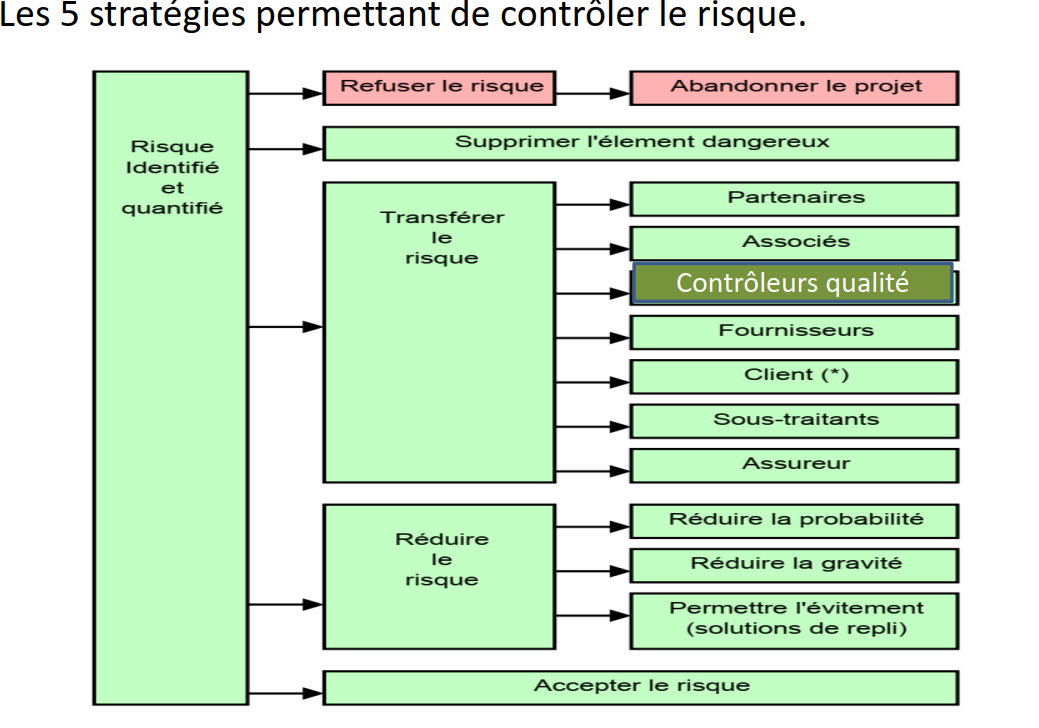 Les 5 stratégies permettant de contrôler le risque.
Risque
Identifié
et
quantifié
Refuser le risque
Abandonner le projet
Supprimer l'élement dangereux
Transférer
le
risque
Partenaires
Associés
Contrôleurs qualité
Fournisseurs
Client (*)
Sous-traitants
Assureur
Réduire
le
risque
Réduire la probabilité
Réduire la gravité
Permettre l'évitement
(solutions de repli)
Accepter le risque